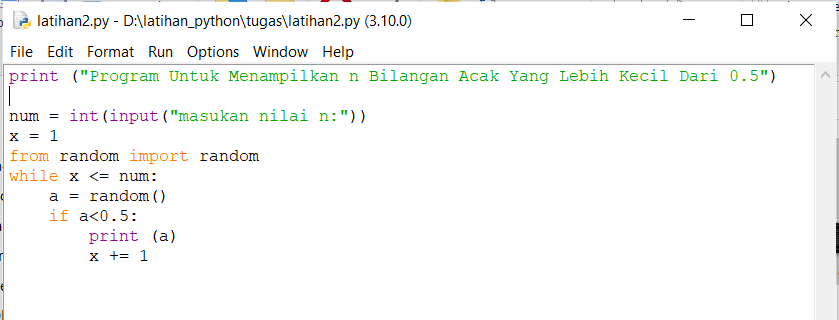 latihan2.py - D:\latihan_python\tugas\latihan2.py (3.10.0)
File Edit Format Run Options Window Help
print ("Program Untuk Menampilkan n Bilangan Acak Yang Lebih Kecil Dari 0.5")
num = int(input("masukan nilai n:"))
x = 1
from random import random
while x <= num:
    a = random()
    if a<0.5:
        print (a)
        x += 1